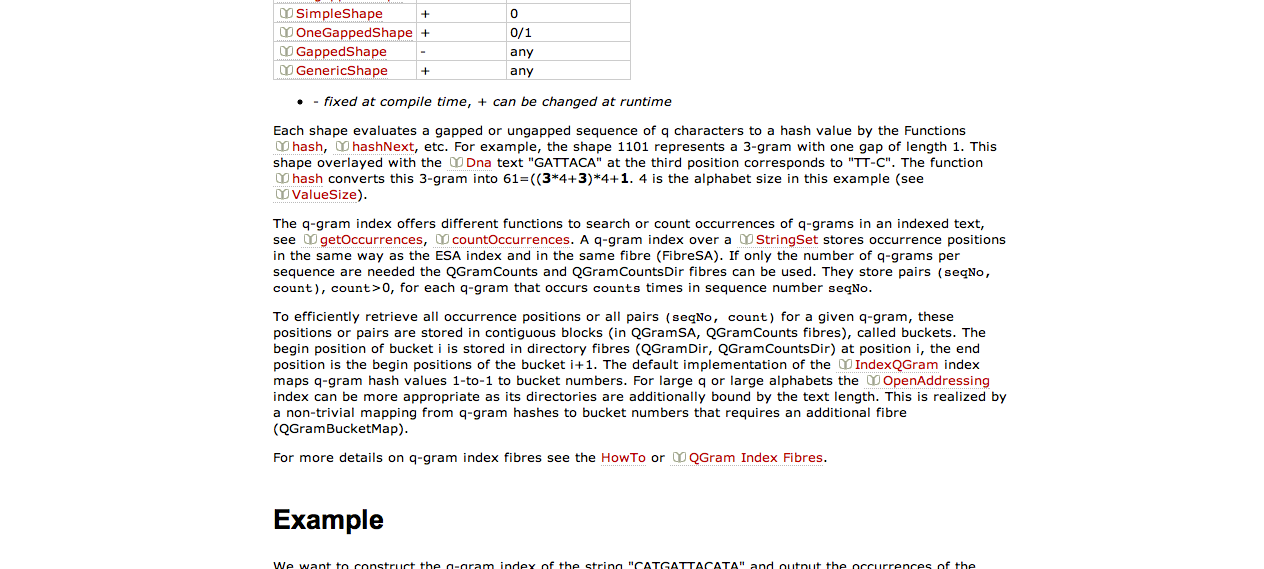 SimpleShape + 0
OneGappedShape + 0/1
GappedShape - any
GenericShape + any
• - fixed at compile time, + can be changed at runtime
Each shape evaluates a gapped or ungapped sequence of q characters to a hash value by the Functions
hash, hashNext, etc. For example, the shape 1101 represents a 3-gram with one gap of length 1. This
shape overlayed with the Dna text "GATTACA" at the third position corresponds to "TT-C". The function
hash converts this 3-gram into 61=((3*4+3)*4+1. 4 is the alphabet size in this example (see
ValueSize).
The q-gram index offers different functions to search or count occurrences of q-grams in an indexed text,
see getOccurrences, countOccurrences. A q-gram index over a StringSet stores occurrence positions
in the same way as the ESA index and in the same fibre (FibreSA). If only the number of q-grams per
sequence are needed the QGramCounts and QGramCountsDir fibres can be used. They store pairs (seqNo,
count), count>0, for each q-gram that occurs counts times in sequence number seqNo.
To efficiently retrieve all occurrence positions or all pairs (seqNo, count) for a given q-gram, these
positions or pairs are stored in contiguous blocks (in QGramSA, QGramCounts fibres), called buckets. The
begin position of bucket i is stored in directory fibres (QGramDir, QGramCountsDir) at position i, the end
position is the begin positions of the bucket i+1. The default implementation of the IndexQGram index
maps q-gram hash values 1-to-1 to bucket numbers. For large q or large alphabets the OpenAddressing
index can be more appropriate as its directories are additionally bound by the text length. This is realized by
a non-trivial mapping from q-gram hashes to bucket numbers that requires an additional fibre
(QGramBucketMap).
For more details on q-gram index fibres see the HowTo or QGram Index Fibres.
Example
We want to construct the q-gram index of the string "CATGATTACATA" and output the occurrences of the